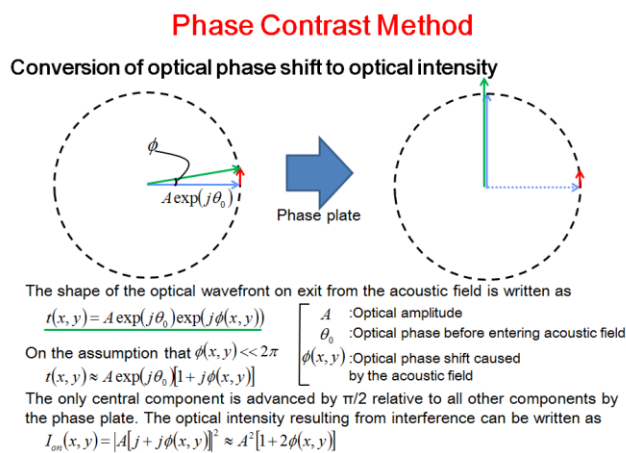 Phase Contrast Method
Conversion of optical phase shift to optical intensity
ϕ
A exp(jθ₀)
Phase plate
The shape of the optical wavefront on exit from the acoustic field is written as
t(x, y) = A exp(jθ₀)exp(jϕ(x, y))
A :Optical amplitude
θ₀ :Optical phase before entering acoustic field
ϕ(x, y) :Optical phase shift caused
by the acoustic field
On the assumption that ϕ(x, y) << 2π
t(x, y) ≈ A exp(jθ₀)[1 + jϕ(x, y)]
The only central component is advanced by π/2 relative to all other components by
the phase plate. The optical intensity resulting from interference can be written as
Iₒₙ(x, y) = |A[j + jϕ(x, y)]² ≈ A²[1 + 2ϕ(x, y)]